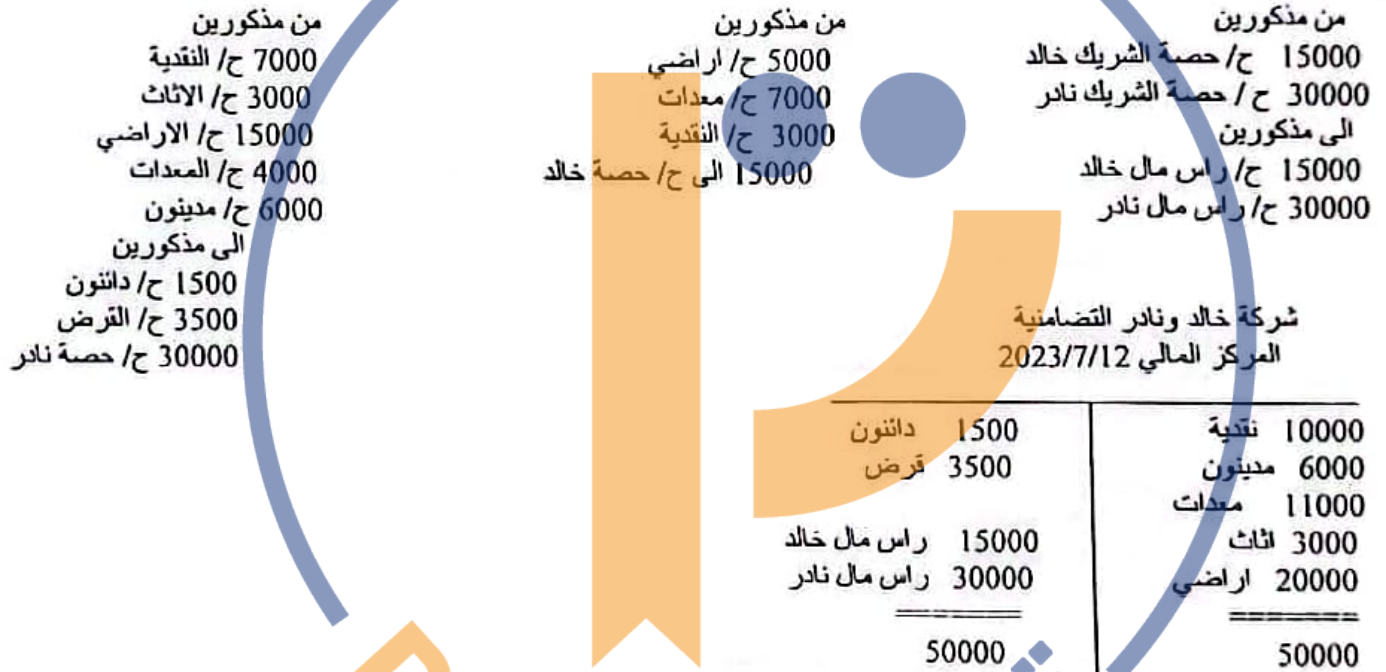 من مذكورين
15000 ح/ حصة الشريك خالد
30000 ح / حصة الشريك نادر
الى مذكورين
15000 ح/ راس مال خالد
30000 ح/ راس مال نادر
من مذكورين
5000 ح/ اراضي
7000 ح/ معدات
3000 ح/ النقدية
15000 الى ح/ حصة خالد
من مذكورين
7000 ح/ النقدية
3000 ح/ الاثاث
15000 ح/ الاراضي
4000 ح/ المعدات
6000 ح/ مدينون
الى مذكورين
1500 ح/ دائنون
3500 ح/ القرض
30000 ح/ حصة نادر
شركة خالد ونادر التضامنية
المركز المالي 2023/7/12
10000 نقدية 1500 دائنون
6000 مدينون 3500 قرض
11000 معدات
3000 اثاث 15000 راس مال خالد
20000 اراضي 30000 راس مال نادر
50000 50000